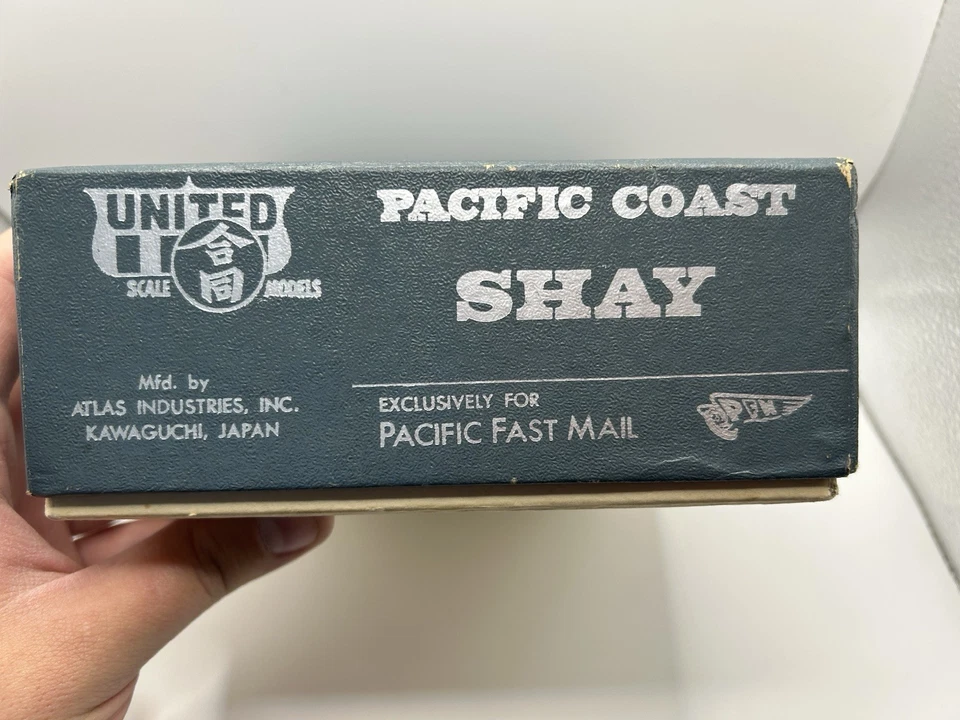 UNITED
合同
SCALE MODELS
Mfd. by
ATLAS INDUSTRIES, INC.
KAWAGUCHI, JAPAN
PACIFIC COAST
SHAY
EXCLUSIVELY FOR
PACIFIC FAST MAIL
PFM